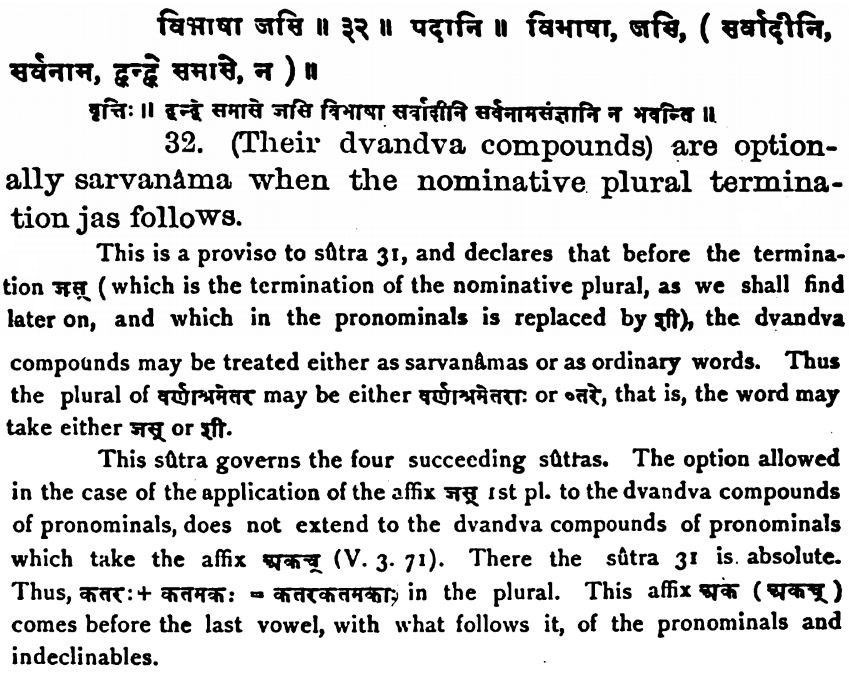 विभाषा जसि ॥ ३२ ॥ पदानि ॥ विभाषा, जसि, ( सर्वादीनि,
सर्वनाम, द्वन्द्वे समासे, न ) ॥
वृत्तिः ॥ द्वन्द्वे समासे जसि विभाषा सर्वादीनि सर्वनामसंज्ञानि न भवन्ति ॥
32. (Their dvandva compounds) are option-
ally sarvanâma when the nominative plural termina-
tion jas follows.
This is a proviso to sûtra 31, and declares that before the termina-
tion जस् ( which is the termination of the nominative plural, as we shall find
later on, and which in the pronominals is replaced by शी), the dvandva
compounds may be treated either as sarvanâmas or as ordinary words. Thus
the plural of वर्णाश्रमेतर may be either वर्णाश्रमेतराः or ०तरे, that is, the word may
take either जस् or शी.
This sûtra governs the four succeeding sûtras. The option allowed
in the case of the application of the affix जस् 1st pl. to the dvandva compounds
of pronominals, does not extend to the dvandva compounds of pronominals
which take the affix अकच् (V. 3. 71). There the sûtra 31 is absolute.
Thus, कतरः + कतमकः = कतरकतमकाः in the plural. This affix अक ( अकच् )
comes before the last vowel, with what follows it, of the pronominals and
indeclinables.